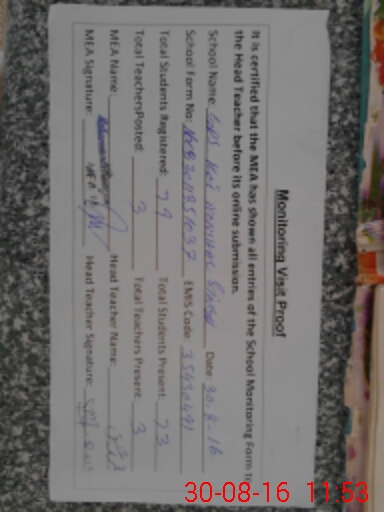 Monitoring Visit Proof
It is certified that the MEA has shown all entries of the School Monitoring Form to
the Head Teacher before its online submission.
School Name: Date: 30-8-16
School Form No: EMIS Code: 35430491
Total Students Registered: 79 Total Students Present: 73
Total TeachersPosted: 3 Total Teachers Present: 3
MEA Name: Head Teacher Name:
MEA Signature: Head Teacher Signature:
30-08-16 11:53